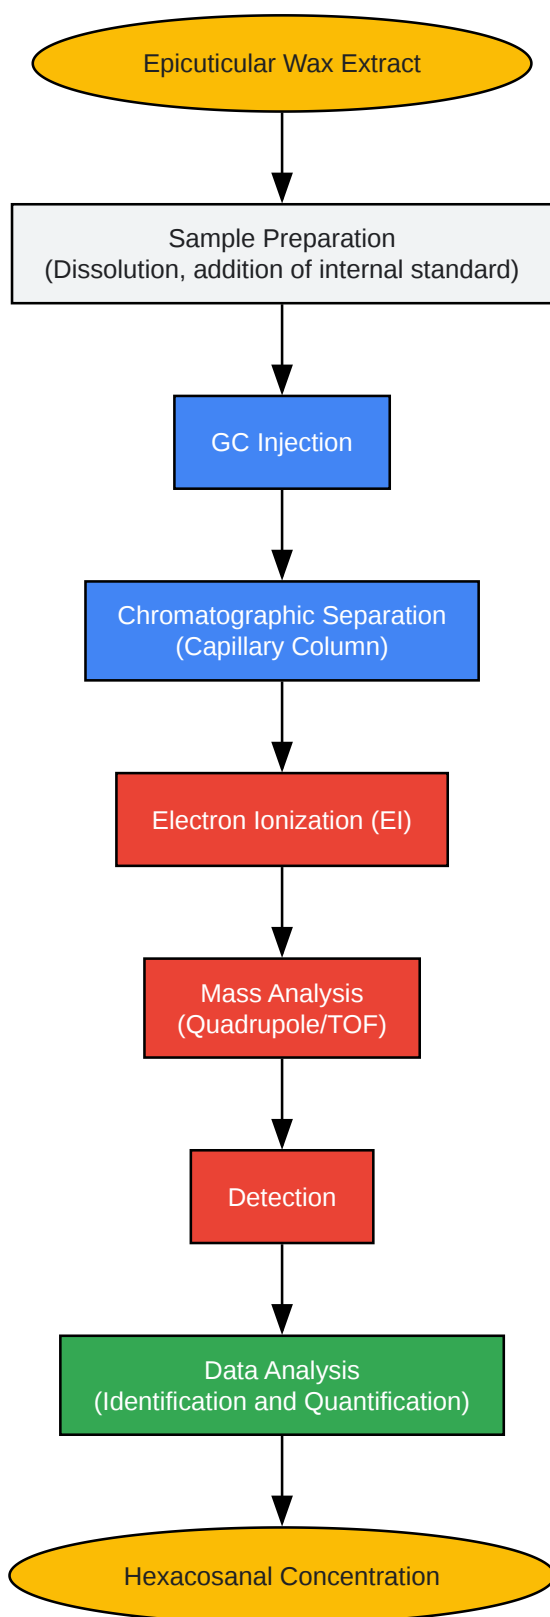 Epicuticular Wax Extract
Sample Preparation
(Dissolution, addition of internal standard)
GC Injection
Chromatographic Separation
(Capillary Column)
Electron Ionization (EI)
Mass Analysis
(Quadrupole/TOF)
Detection
Data Analysis
(Identification and Quantification)
Hexacosanal Concentration